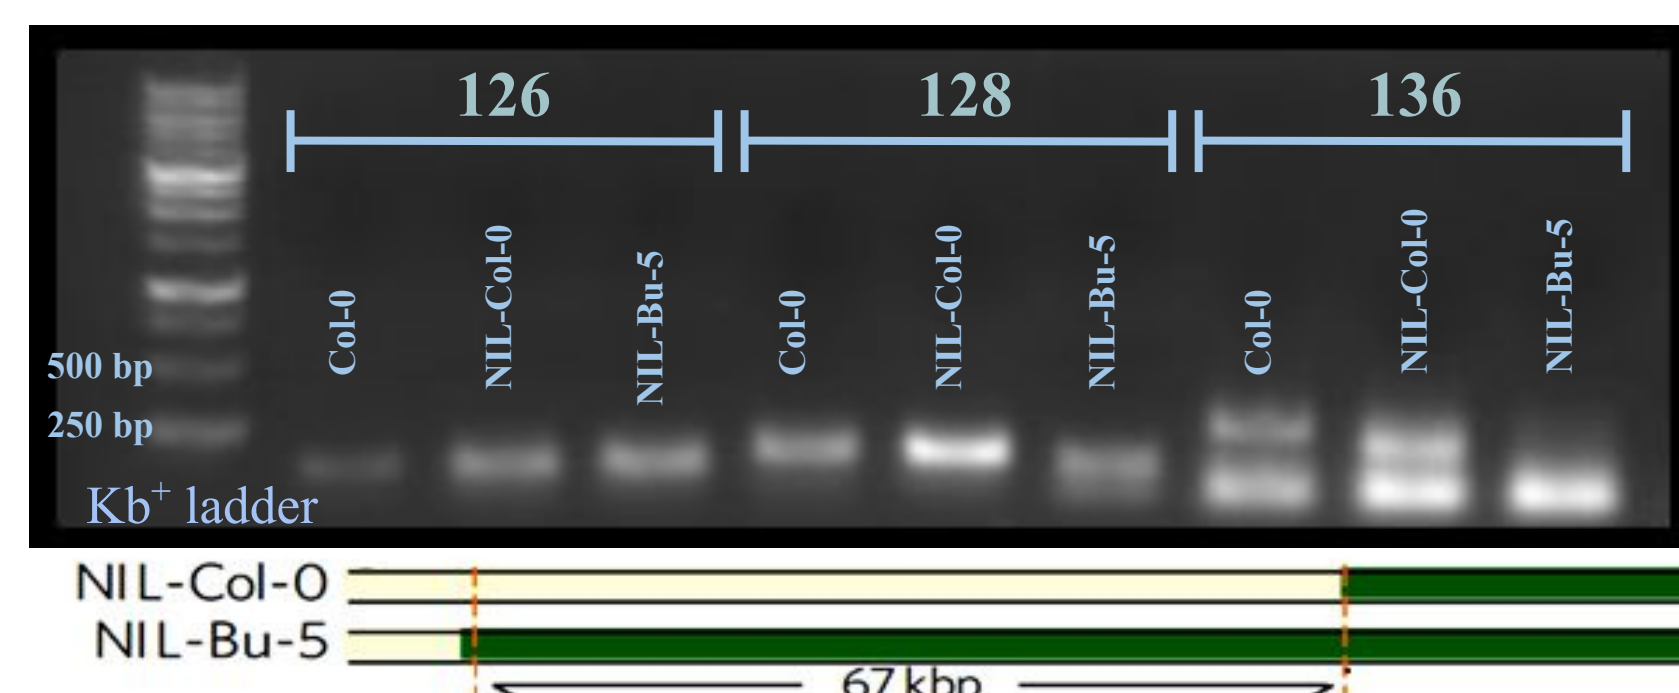 126 128 136
Col-0 NIL-Col-0 NIL-Bu-5 Col-0 NIL-Col-0 NIL-Bu-5 Col-0 NIL-Col-0 NIL-Bu-5
500 bp
250 bp
Kb+ ladder
NIL-Col-0
NIL-Bu-5
67 kbp